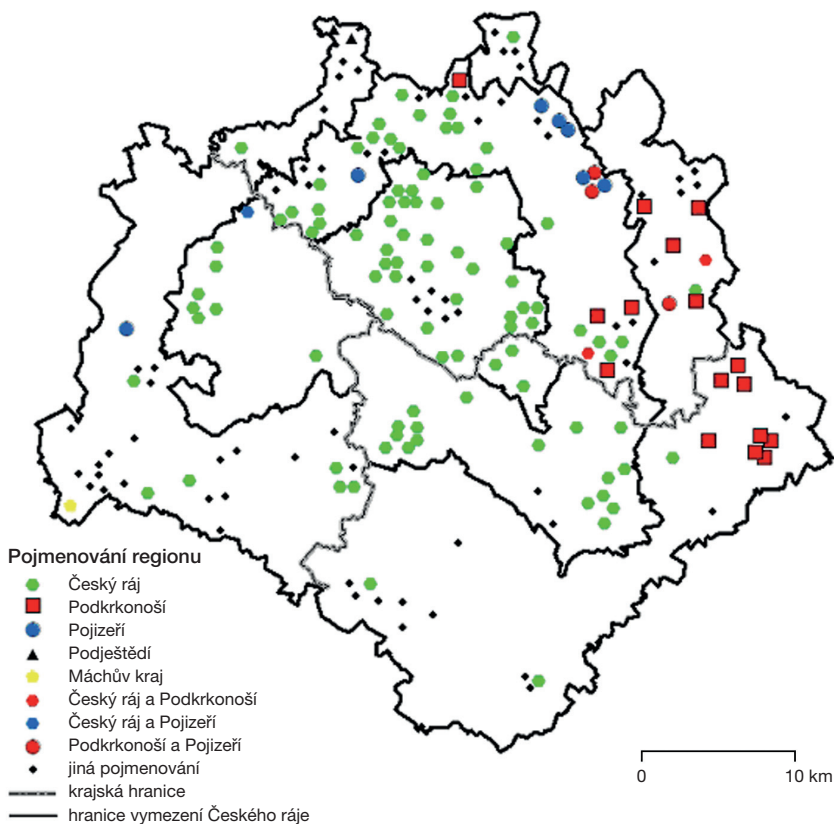 Pojmenování regionu
Český ráj
Podkrkonoší
Pojizeří
Podještědí
Máchův kraj
Český ráj a Podkrkonoší
Český ráj a Pojizeří
Podkrkonoší a Pojizeří
jiná pojmenování
krajská hranice
hranice vymezení Českého ráje
0 10 km